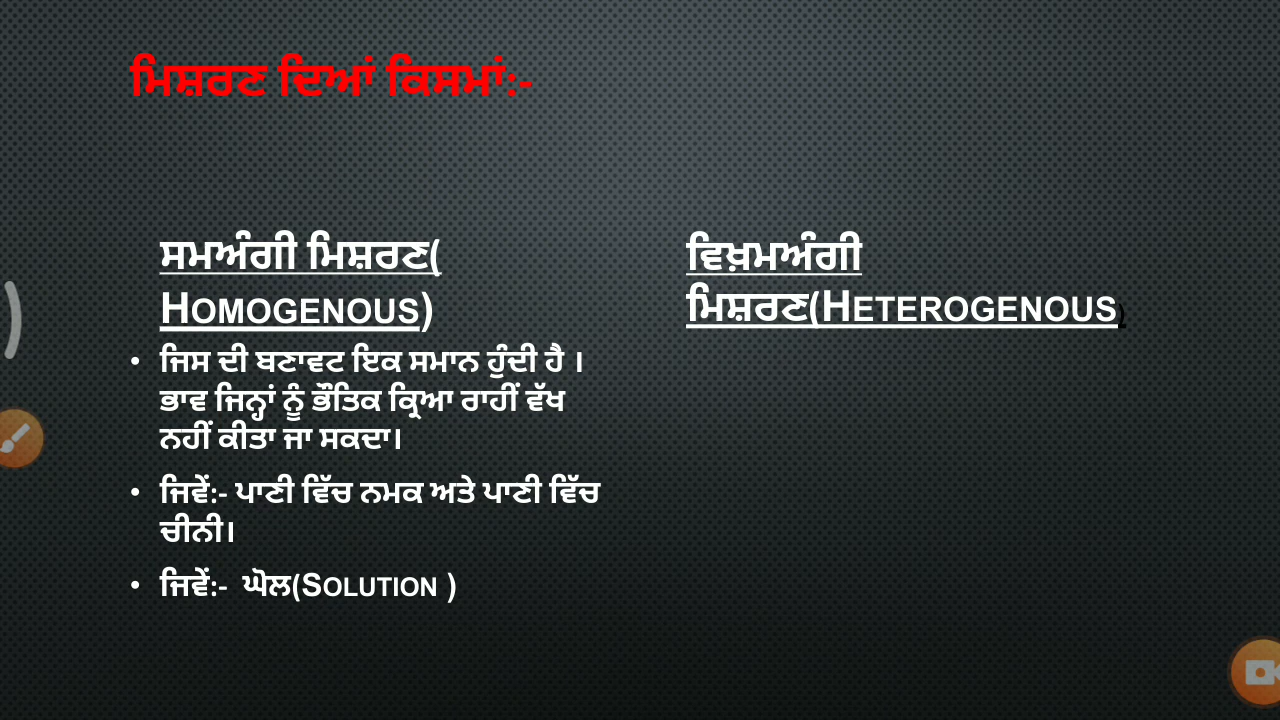 ਮਿਸ਼ਰਣ ਦਿਆਂ ਕਿਸਮਾਂ:-
ਸਮਅੰਗੀ ਮਿਸ਼ਰਣ(
HOMOGENOUS)
• ਜਿਸ ਦੀ ਬਣਾਵਟ ਇਕ ਸਮਾਨ ਹੁੰਦੀ ਹੈ ।
ਭਾਵ ਜਿਨ੍ਹਾਂ ਨੂੰ ਭੌਤਿਕ ਕ੍ਰਿਆ ਰਾਹੀਂ ਵੱਖ
ਨਹੀਂ ਕੀਤਾ ਜਾ ਸਕਦਾ।
• ਜਿਵੇਂ:- ਪਾਣੀ ਵਿੱਚ ਨਮਕ ਅਤੇ ਪਾਣੀ ਵਿੱਚ
ਚੀਨੀ।
• ਜਿਵੇਂ:- ਘੋਲ(SOLUTION )
ਵਿਖ਼ਮਅੰਗੀ
ਮਿਸ਼ਰਣ(HETEROGENOUS)